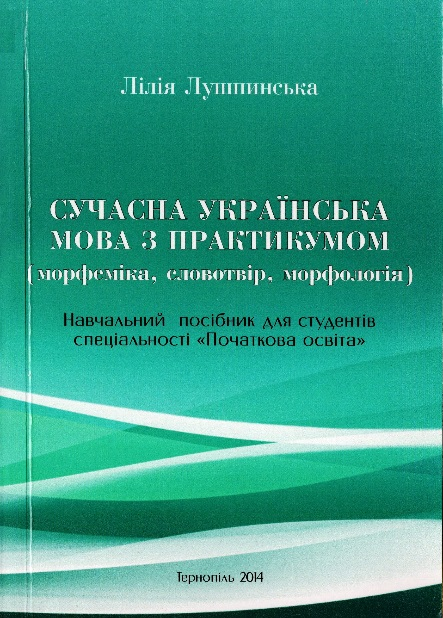 Лілія Лушпинська
СУЧАСНА УКРАЇНСЬКА
МОВА З ПРАКТИКУМОМ
(морфеміка, словотвір, морфологія)
Навчальний посібник для студентів
спеціальності «Початкова освіта»
Тернопіль 2014